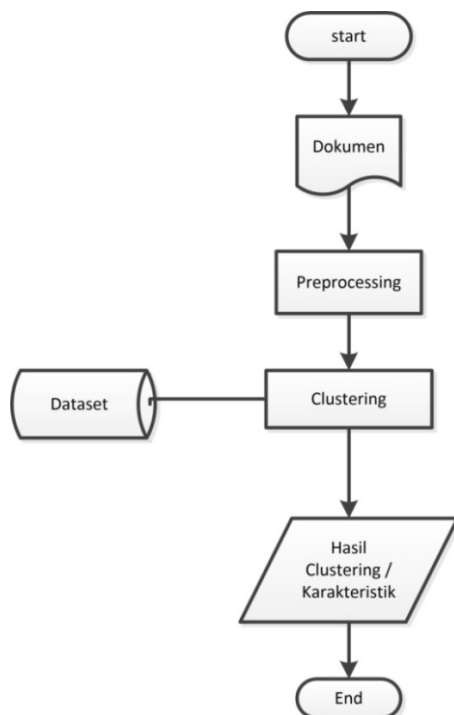 start
Dokumen
Preprocessing
Dataset
Clustering
Hasil
Clustering /
Karakteristik
End